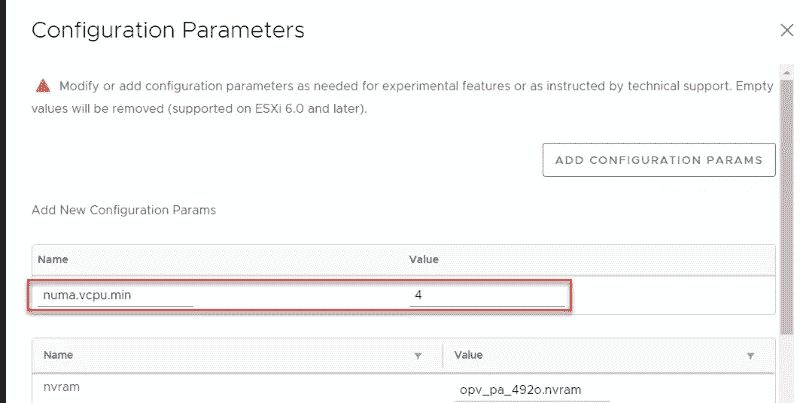 Configuration Parameters
Modify or add configuration parameters as needed for experimental features or as instructed by technical support. Empty
values will be removed (supported on ESXi 6.0 and later).
ADD CONFIGURATION PARAMS
Add New Configuration Params
Name Value
numa.vcpu.min 4
Name Value
nvram opv_pa_492o.nvram